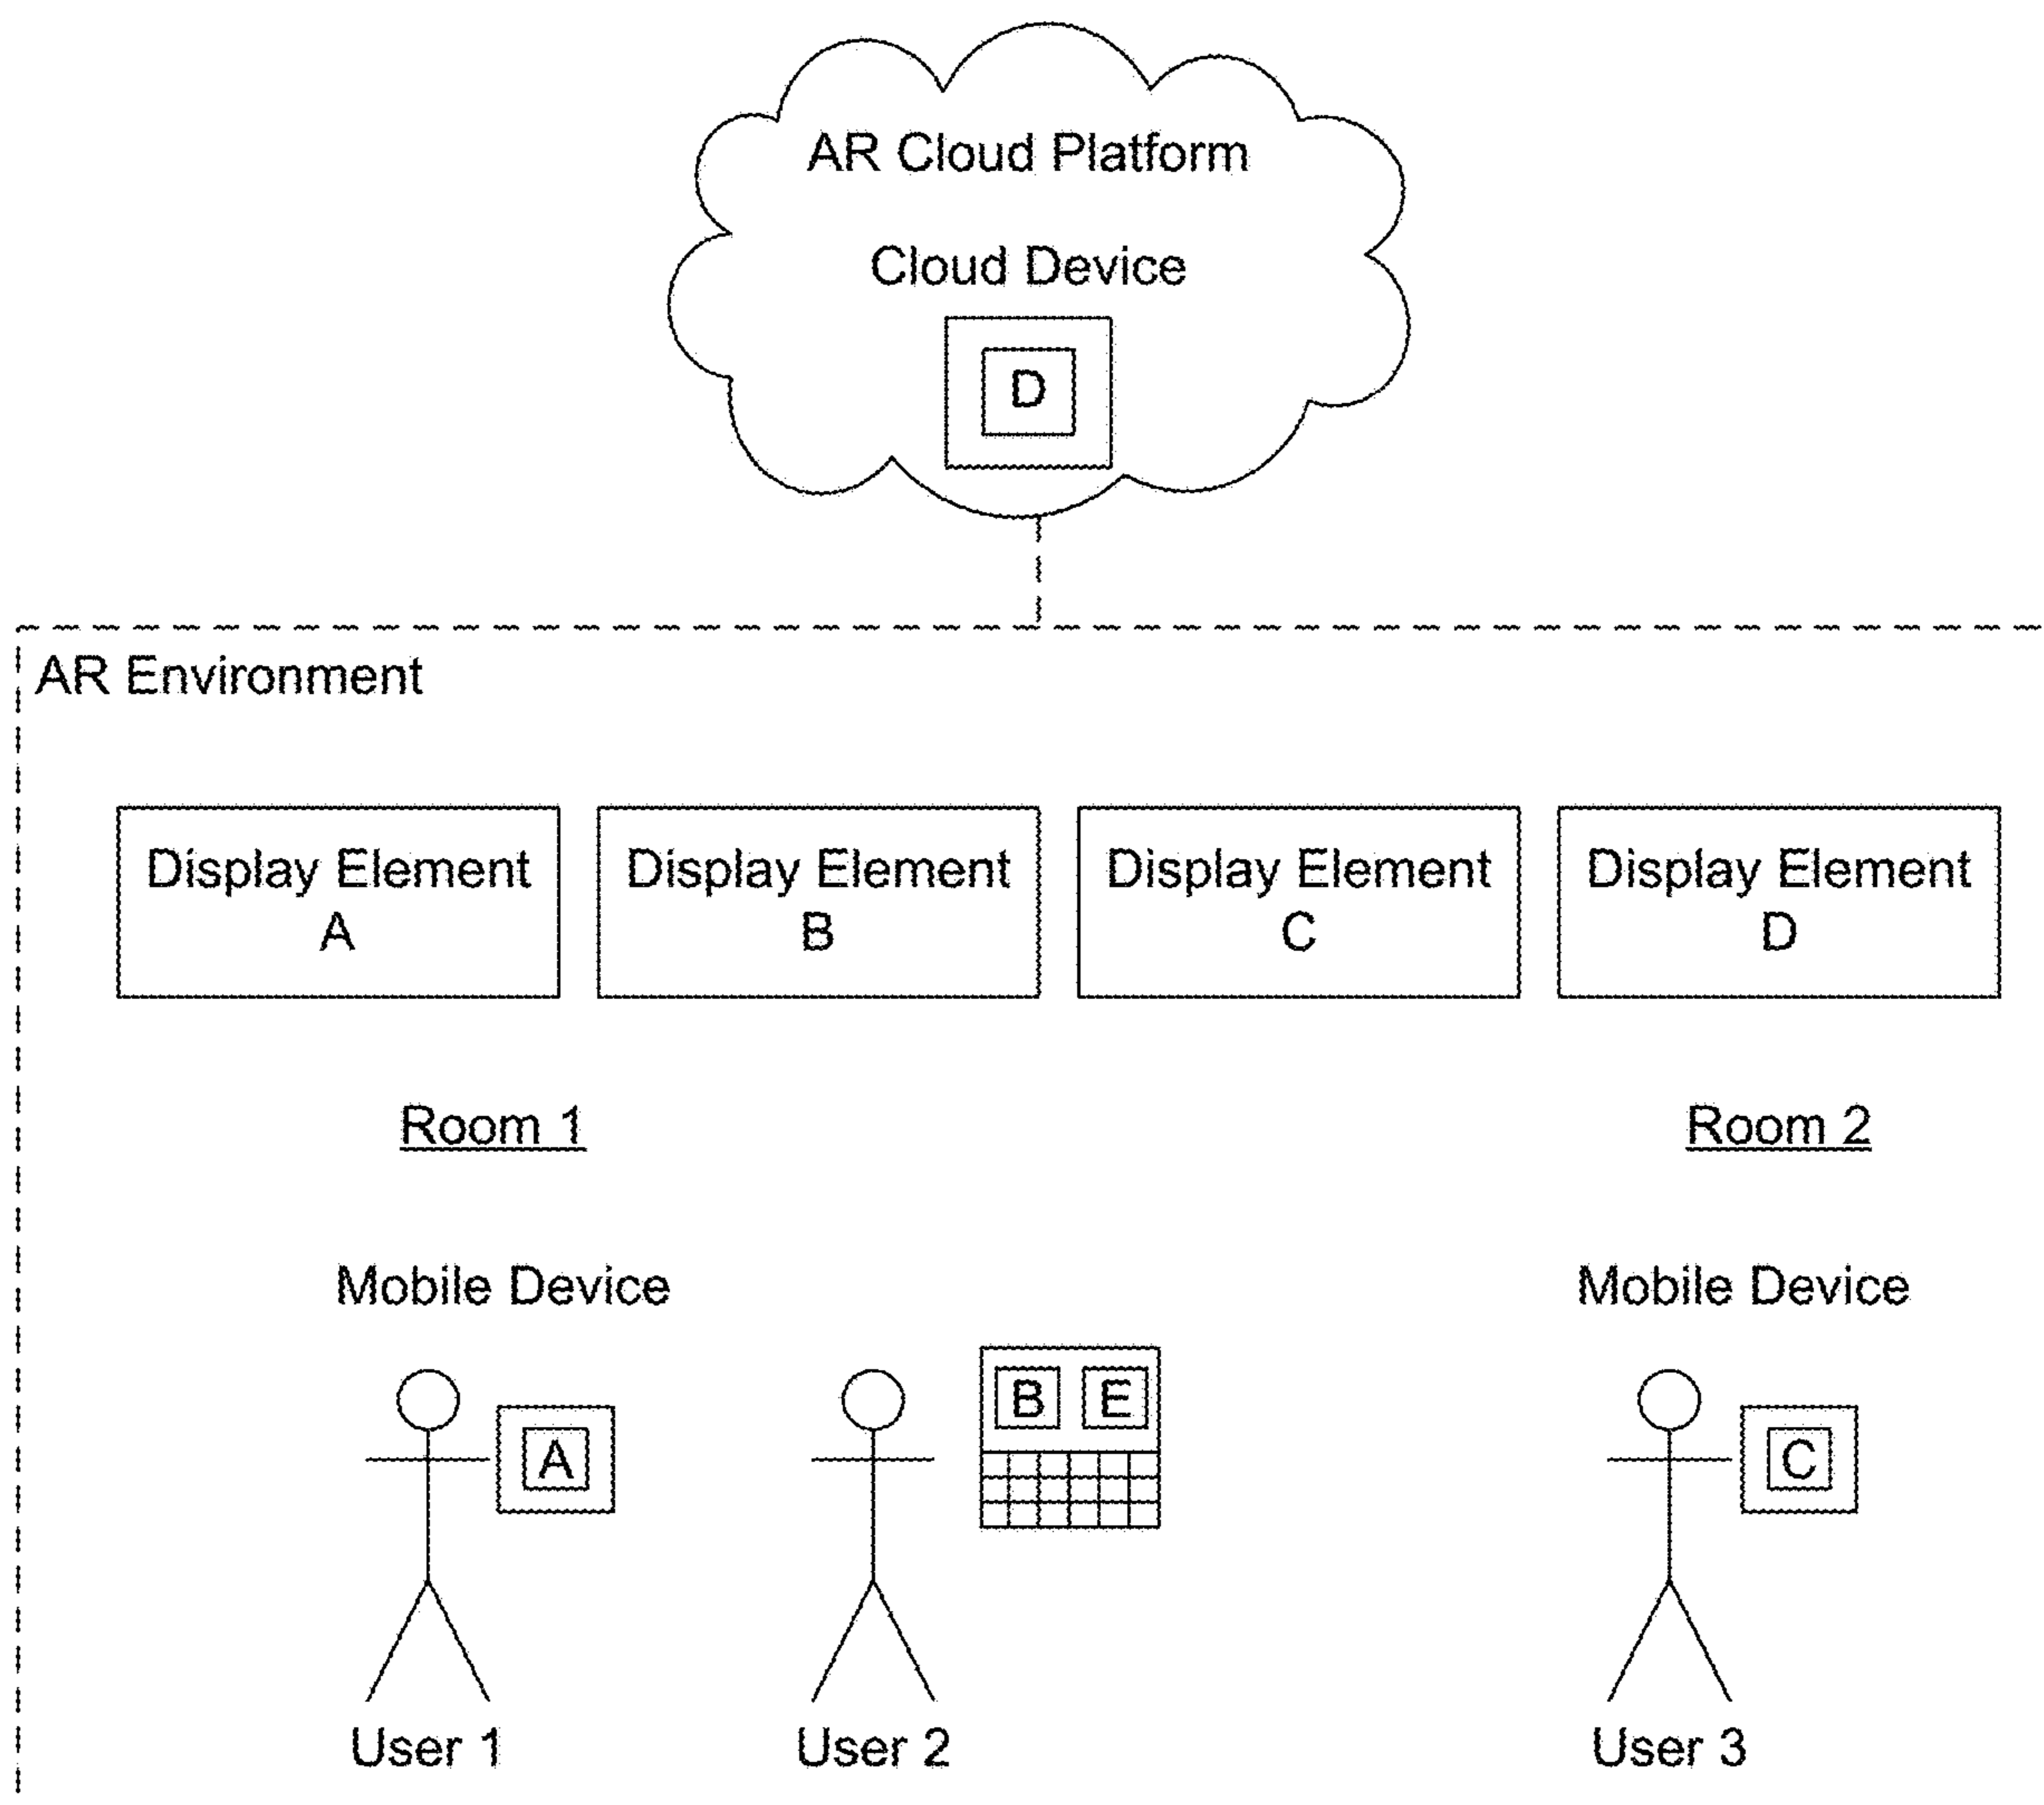 AR Cloud Platform
Cloud Device
D
AR Environment
Display Element
A
Display Element
B
Display Element
C
Display Element
D
Room 1
Room 2
Mobile Device
Mobile Device
A
B E
C
User 1
User 2
User 3